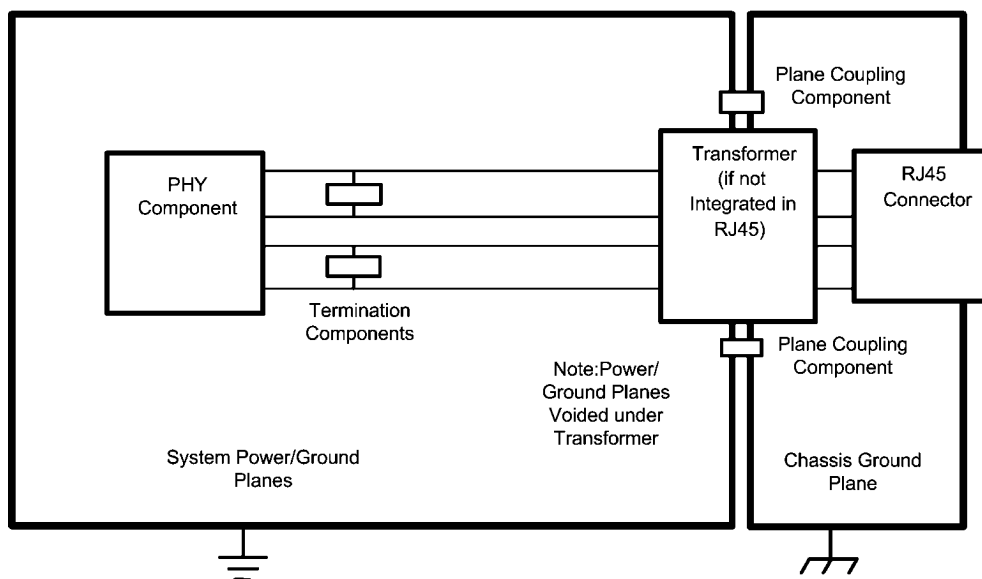 Plane Coupling
Component
PHY
Component
Transformer
(if not
Integrated in
RJ45)
RJ45
Connector
Termination
Components
Plane Coupling
Component
Note:Power/
Ground Planes
Voided under
Transformer
System Power/Ground
Planes
Chassis Ground
Plane